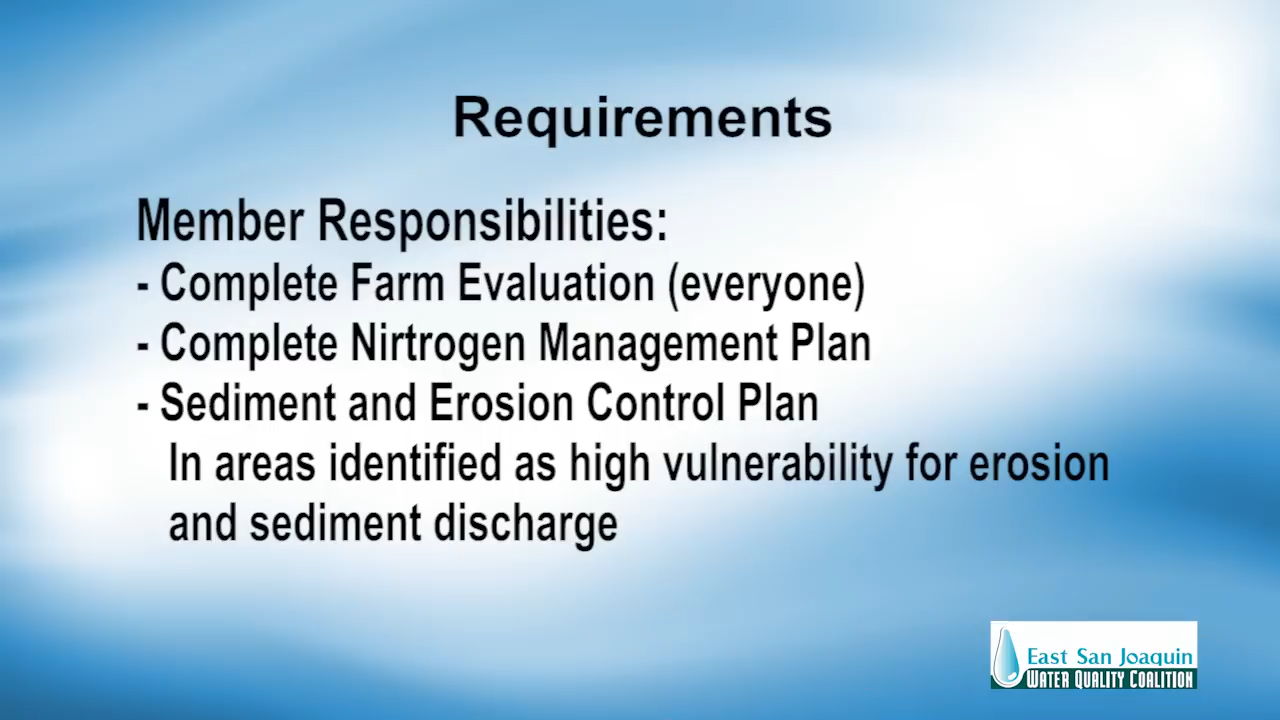 Requirements
Member Responsibilities:
- Complete Farm Evaluation (everyone)
- Complete Nirtrogen Management Plan
- Sediment and Erosion Control Plan
In areas identified as high vulnerability for erosion
and sediment discharge
East San Joaquin
WATER QUALITY COALITION